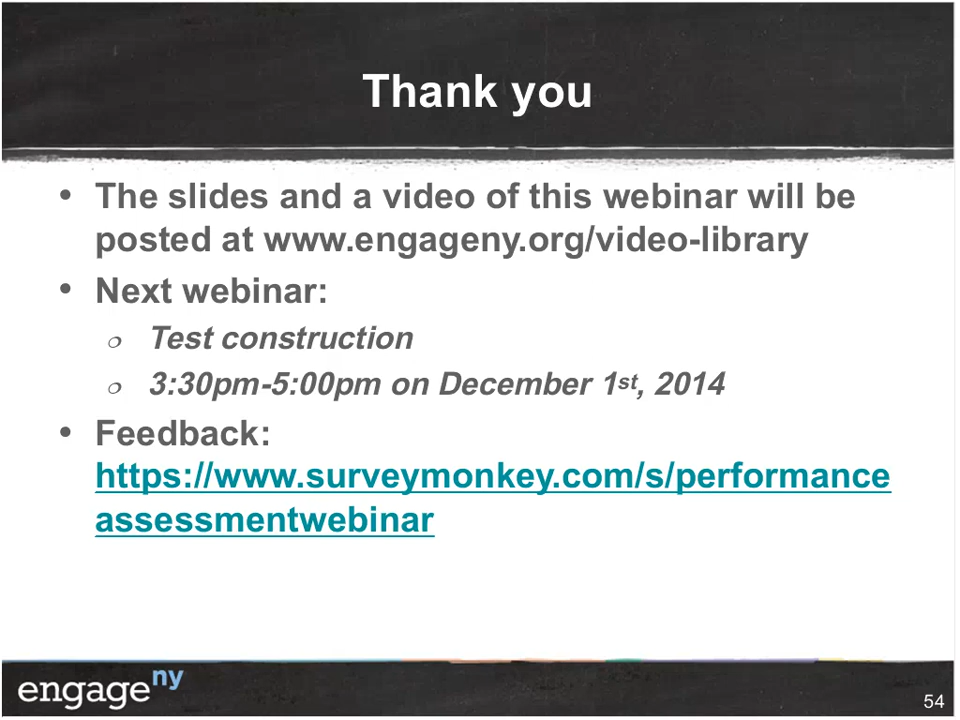 Thank you
• The slides and a video of this webinar will be
posted at www.engageny.org/video-library
• Next webinar:
○ Test construction
○ 3:30pm-5:00pm on December 1st, 2014
• Feedback:
https://www.surveymonkey.com/s/performance
assessmentwebinar
engage ny
54